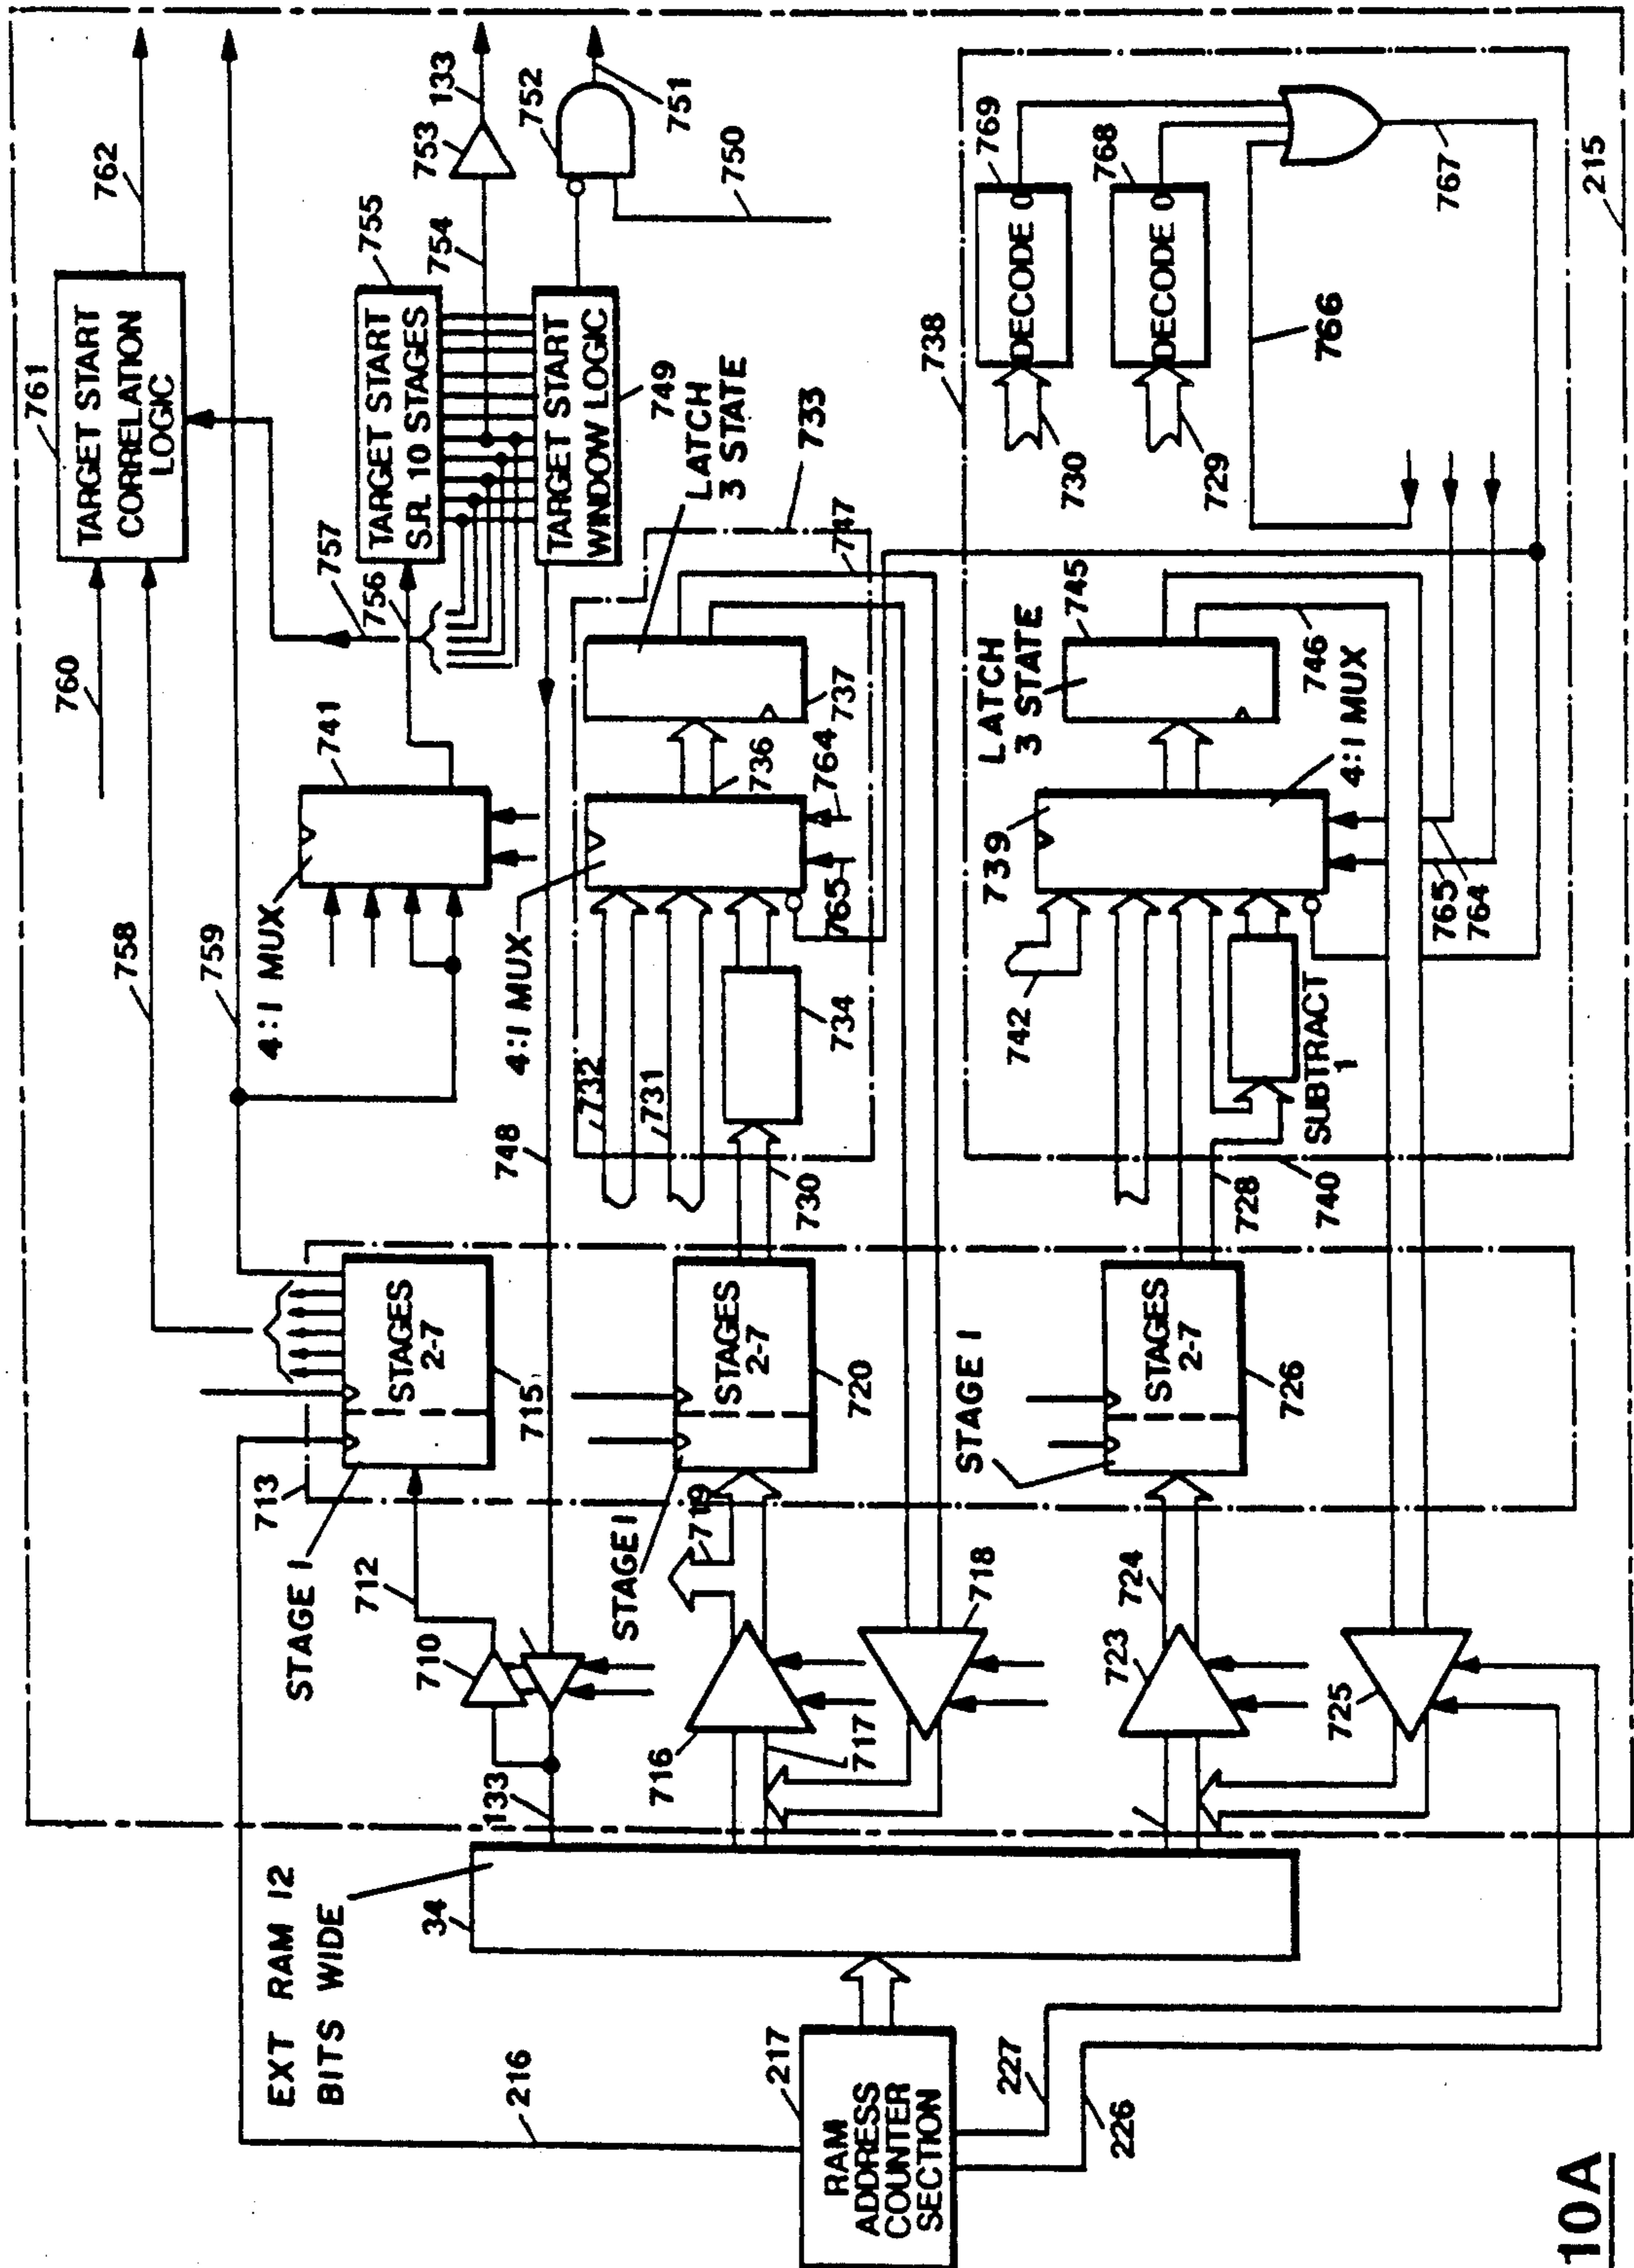 761
TARGET START
CORRELATION
LOGIC
762
760
758
759
4:1 MUX
741
757
756
TARGET START
S.R. 10 STAGES
755
754
753
133
752
751
750
TARGET START
WINDOW LOGIC
749
LATCH
3 STATE
733
747
748
4:1 MUX
732
731
730
734
736
737
764
765
738
730
DECODE 0
769
729
DECODE 0
768
766
767
215
LATCH
3 STATE
745
746
4:1 MUX
739
742
765
764
SUBTRACT
1
728
740
713
STAGE 1
STAGES
2-7
715
STAGE 1
STAGES
2-7
720
STAGE 1
STAGES
2-7
726
712
710
719
716
717
718
723
724
725
133
EXT RAM 12
BITS WIDE
34
216
217
RAM
ADDRESS
COUNTER
SECTION
227
226
10A